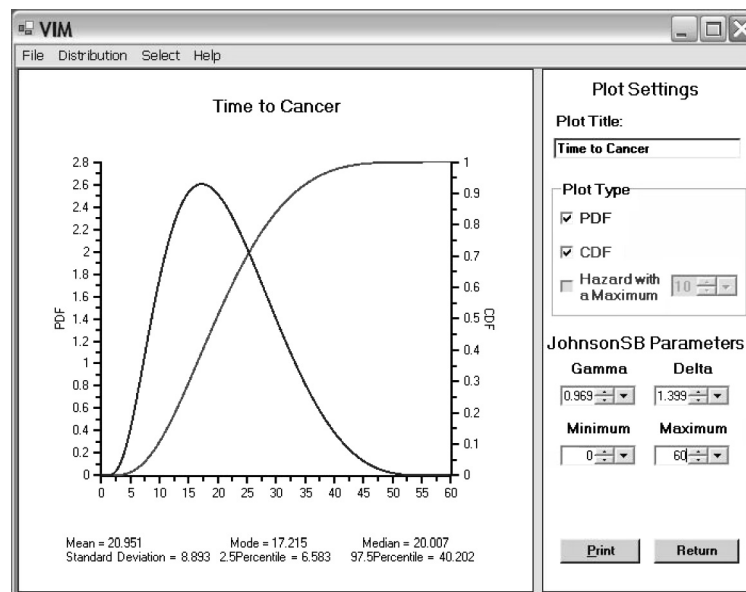 VIM
File Distribution Select Help
Time to Cancer
2.8
2.6
2.4
2.2
2
1.8
1.6
1.4
1.2
1
0.8
0.6
0.4
0.2
0
PDF
1
0.9
0.8
0.7
0.6
0.5
0.4
0.3
0.2
0.1
0
CDF
0 5 10 15 20 25 30 35 40 45 50 55 60
Mean = 20.951 Mode = 17.215 Median = 20.007
Standard Deviation = 8.893 2.5Percentile = 6.583 97.5Percentile = 40.202
Plot Settings
Plot Title:
Time to Cancer
Plot Type
PDF
CDF
Hazard with
a Maximum 10
JohnsonSB Parameters
Gamma Delta
0.969 1.399
Minimum Maximum
0 60
Print Return